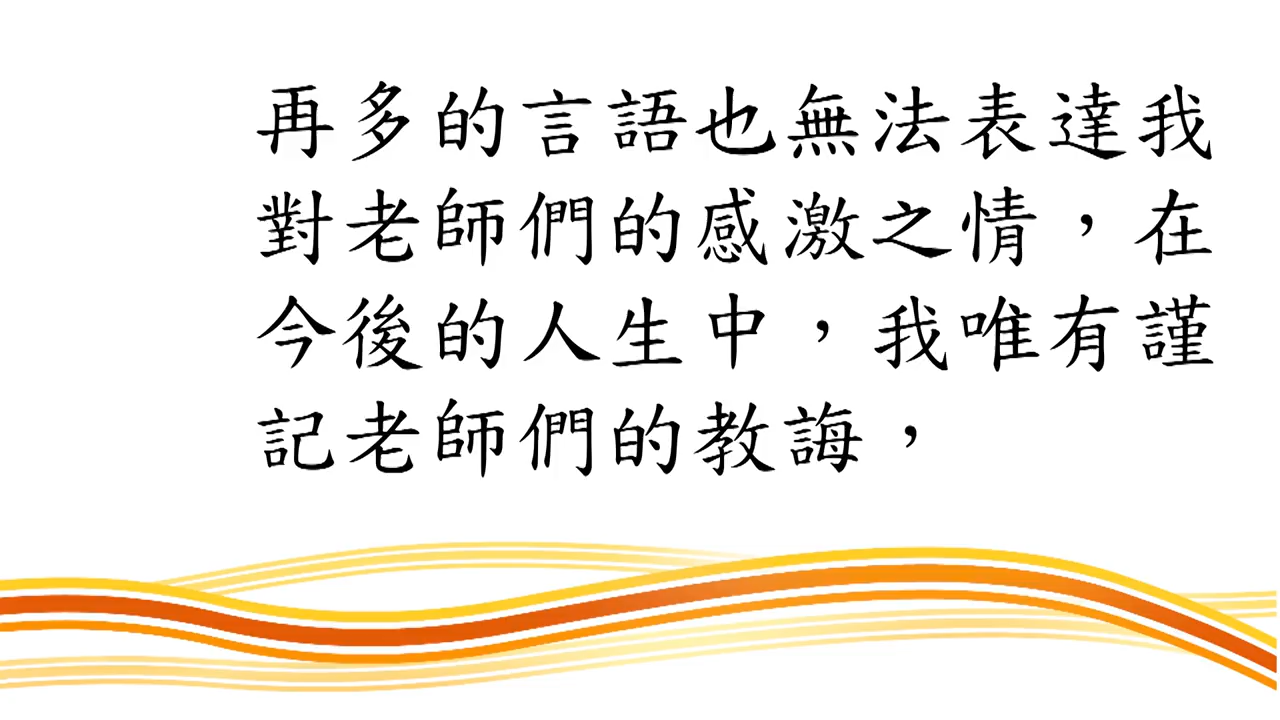 再多的言語也無法表達我
對老師們的感激之情，在
今後的人生中，我唯有謹
記老師們的教誨，